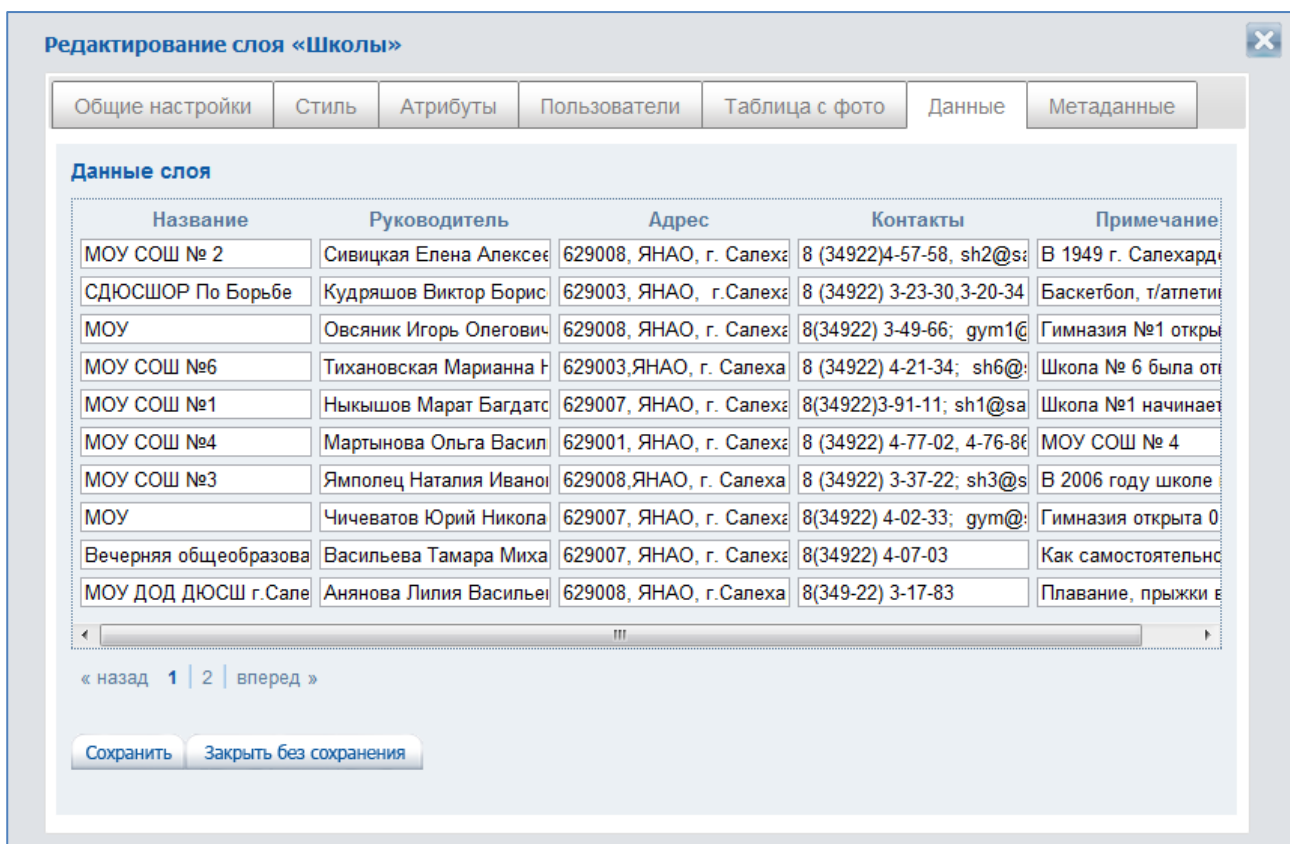 Редактирование слоя «Школы»
Общие настройки Стиль Атрибуты Пользователи Таблица с фото Данные Метаданные
Данные слоя
Название Руководитель Адрес Контакты Примечание
МОУ СОШ № 2 Сивицкая Елена Алексее 629008, ЯНАО, г. Салеха 8 (34922)4-57-58, sh2@sa В 1949 г. Салехард
СДЮСШОР По Борьбе Кудряшов Виктор Борис 629003, ЯНАО, г.Салеха 8 (34922) 3-23-30,3-20-34 Баскетбол, т/атлети
МОУ Овсяник Игорь Олегович 629008, ЯНАО, г. Салеха 8(34922) 3-49-66; gym1@ Гимназия №1 откры
МОУ СОШ №6 Тихановская Марианна Н 629003,ЯНАО, г. Салеха 8 (34922) 4-21-34; sh6@ Школа № 6 была от
МОУ СОШ №1 Ныкышов Марат Багдато 629007, ЯНАО, г. Салеха 8(34922)3-91-11; sh1@sa Школа №1 начинает
МОУ СОШ №4 Мартынова Ольга Васил 629001, ЯНАО, г. Салеха 8 (34922) 4-77-02, 4-76-86 МОУ СОШ № 4
МОУ СОШ №3 Ямполец Наталия Ивано 629008,ЯНАО, г. Салеха 8 (34922) 3-37-22; sh3@s В 2006 году школе
МОУ Чичеватов Юрий Никола 629007, ЯНАО, г. Салеха 8(34922) 4-02-33; gym@ Гимназия открыта 0
Вечерняя общеобразова Васильева Тамара Миха 629007, ЯНАО, г. Салеха 8(34922) 4-07-03 Как самостоятельно
МОУ ДОД ДЮСШ г.Сале Анянова Лилия Василье 629008, ЯНАО, г.Салеха 8(349-22) 3-17-83 Плавание, прыжки в
« назад 1 2 вперед »
Сохранить Закрыть без сохранения